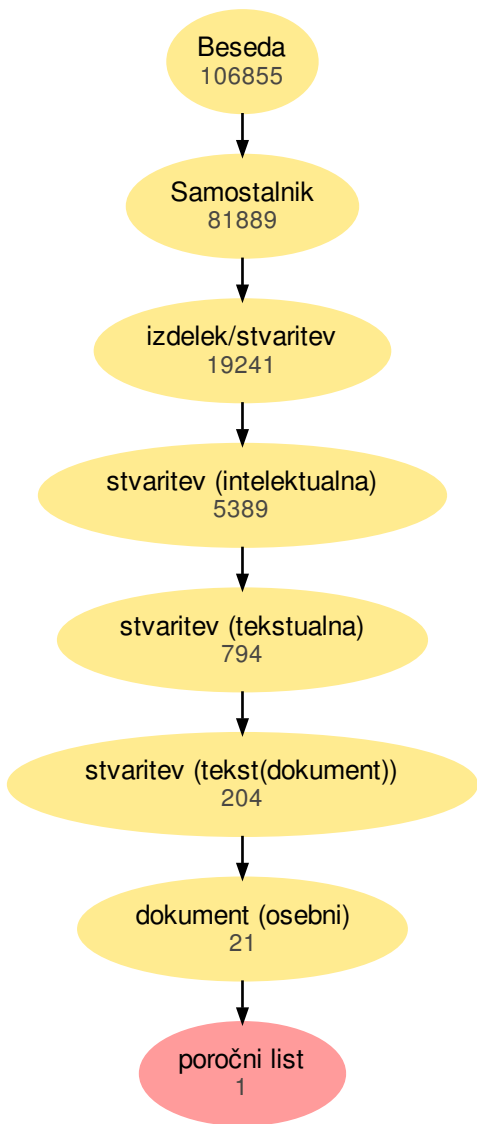 Beseda
106855
Samostalnik
81889
izdelek/stvaritev
19241
stvaritev (intelektualna)
5389
stvaritev (tekstualna)
794
stvaritev (tekst(dokument))
204
dokument (osebni)
21
poročni list
1